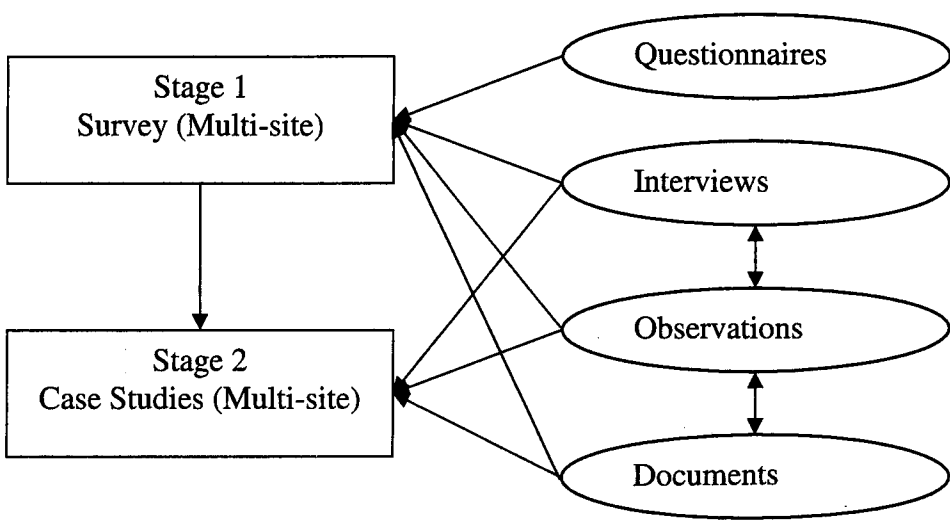 Stage 1
Survey (Multi-site)
Stage 2
Case Studies (Multi-site)
Questionnaires
Interviews
Observations
Documents